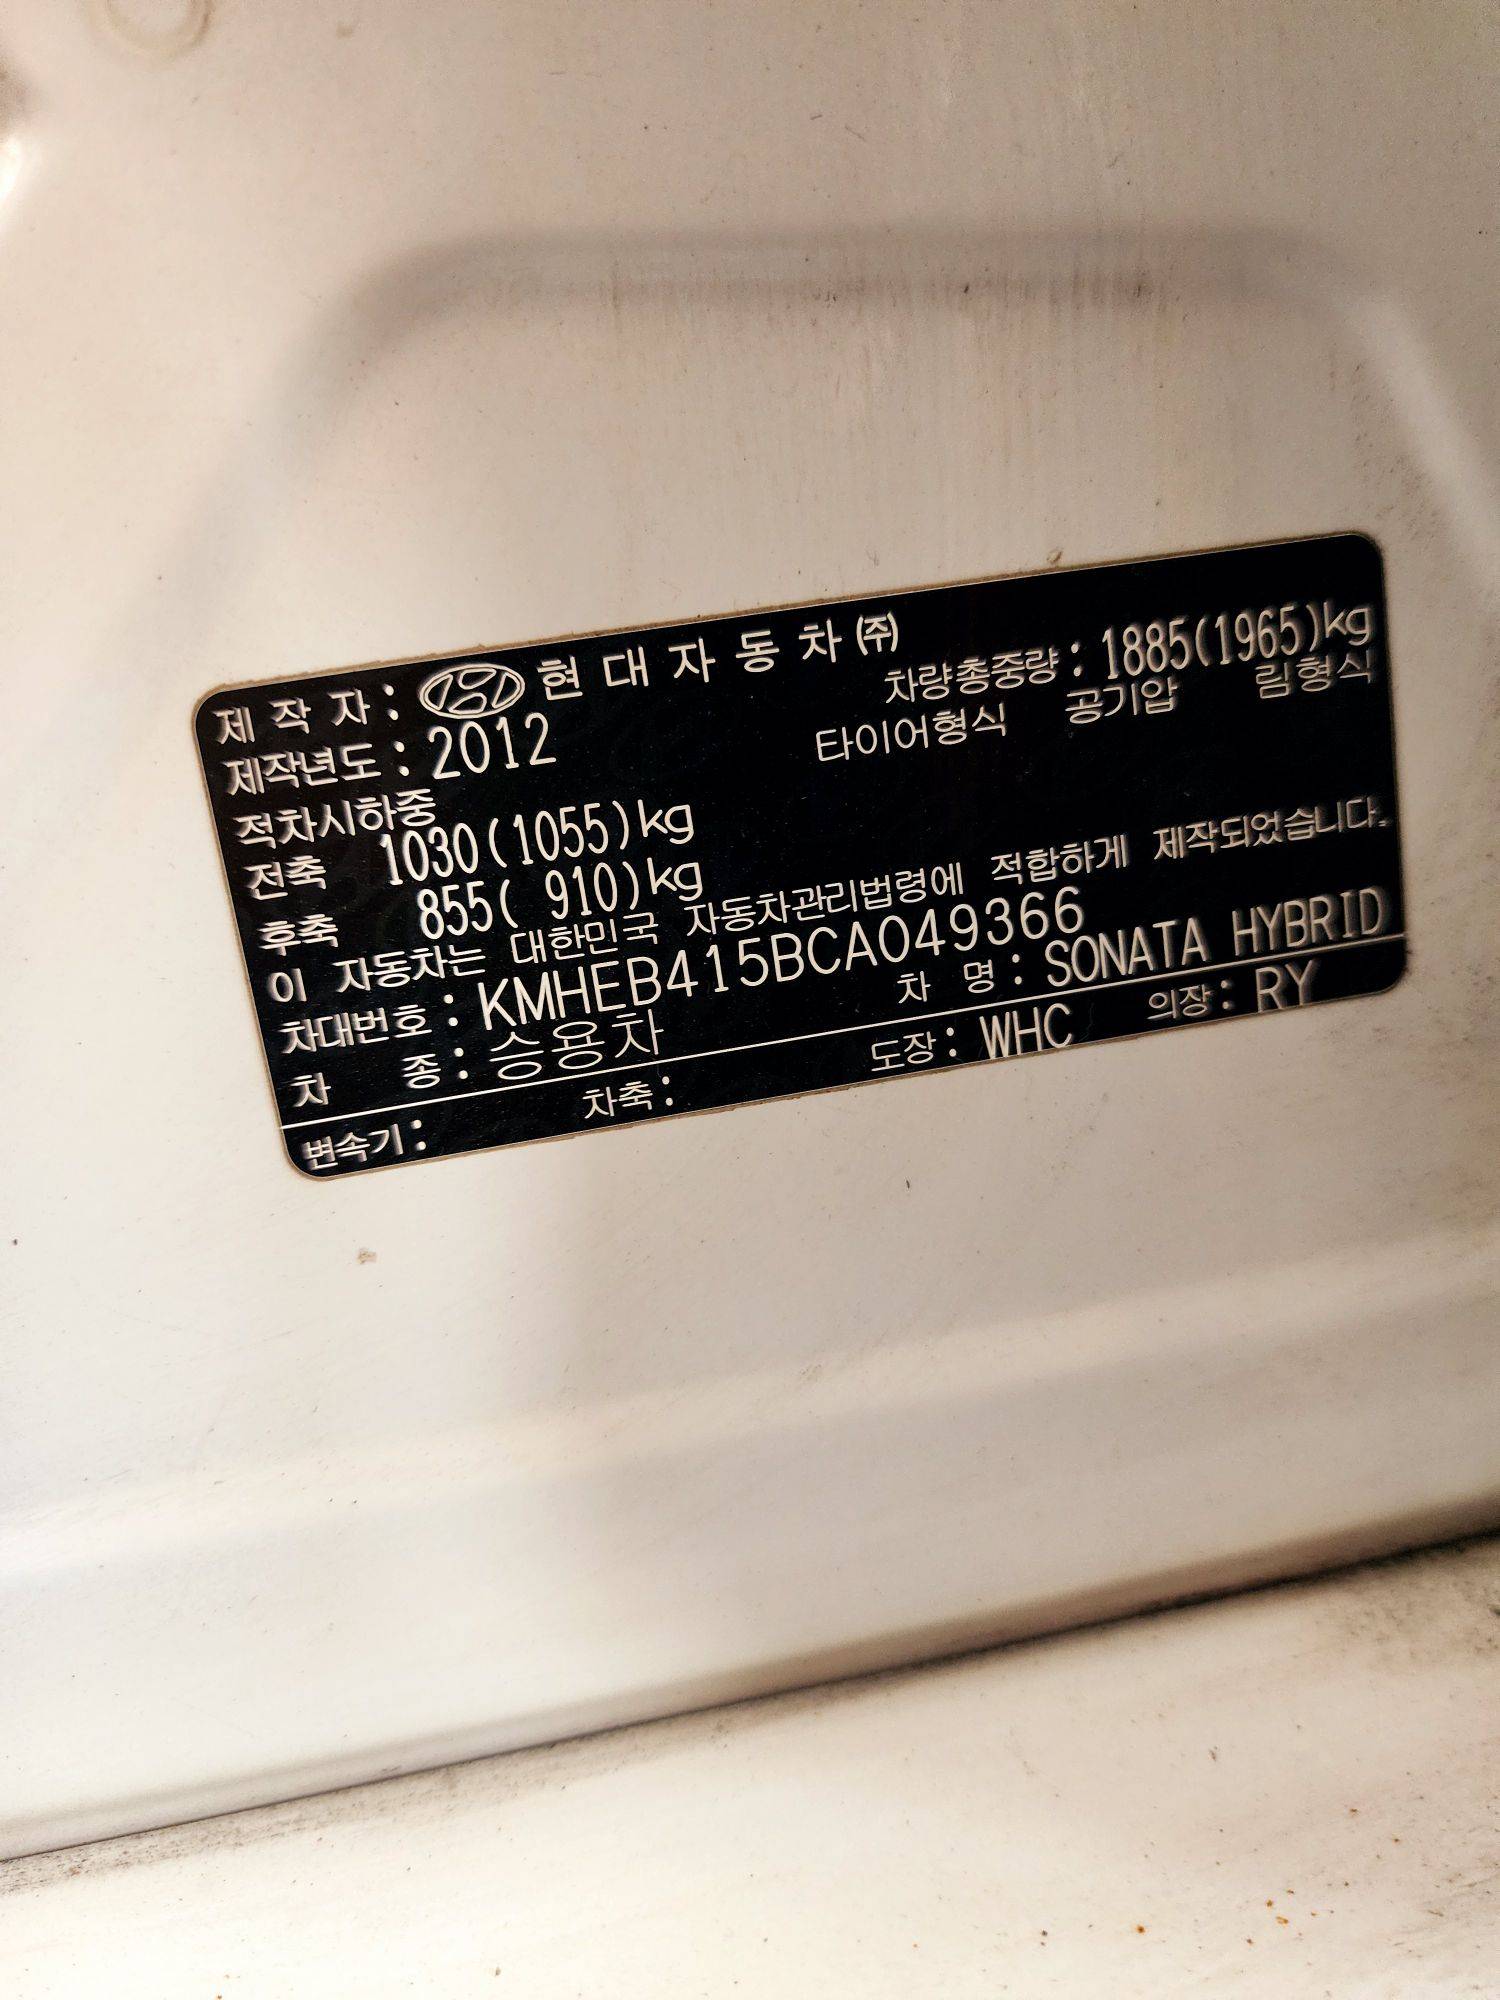 제 작 자 : 현 대 자 동 차 ㈜
제작년도 : 2012 차량총중량 : 1885(1965)kg
적차시하중 타이어형식 공기압 림형식
전축 1030(1055)kg
후축 855( 910)kg
이 자동차는 대한민국 자동차관리법령에 적합하게 제작되었습니다.
차대번호 : KMHEB415BCA049366
차 종 : 승용차 차 명 : SONATA HYBRID
변속기 : 차축 : 도장 : WHC 의장 : RY